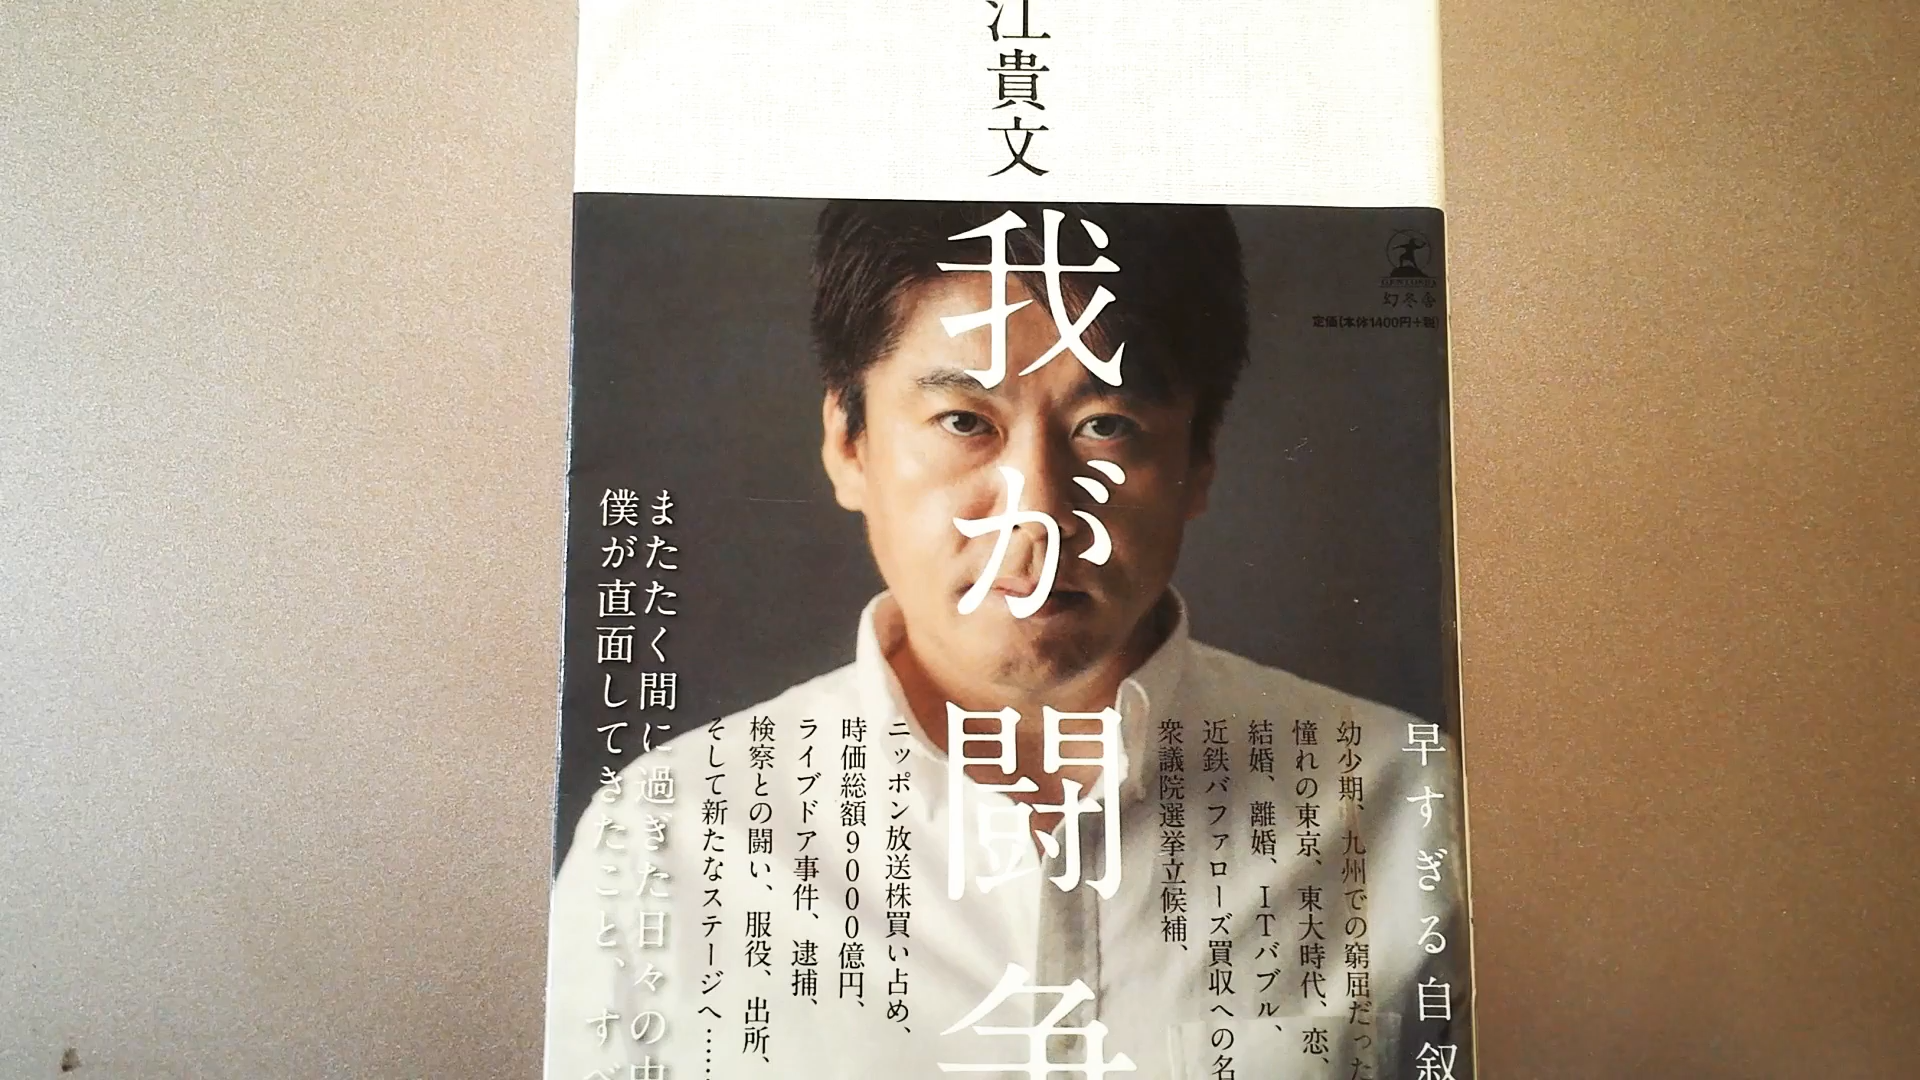 江貴文
我が闘争
幻冬舎
定価(本体1400円+税)
早すぎる自叙
幼少期、九州での窮屈だった
憧れの東京、東大時代、恋、
結婚、離婚、ITバブル、
近鉄バファローズ買収への名
衆議院選挙立候補、
ニッポン放送株買い占め、
時価総額9000億円、
ライブドア事件、逮捕、
検察との闘い、服役、出所、
そして新たなステージへ……
またたく間に過ぎた日々の中
僕が直面してきたこと、すべ